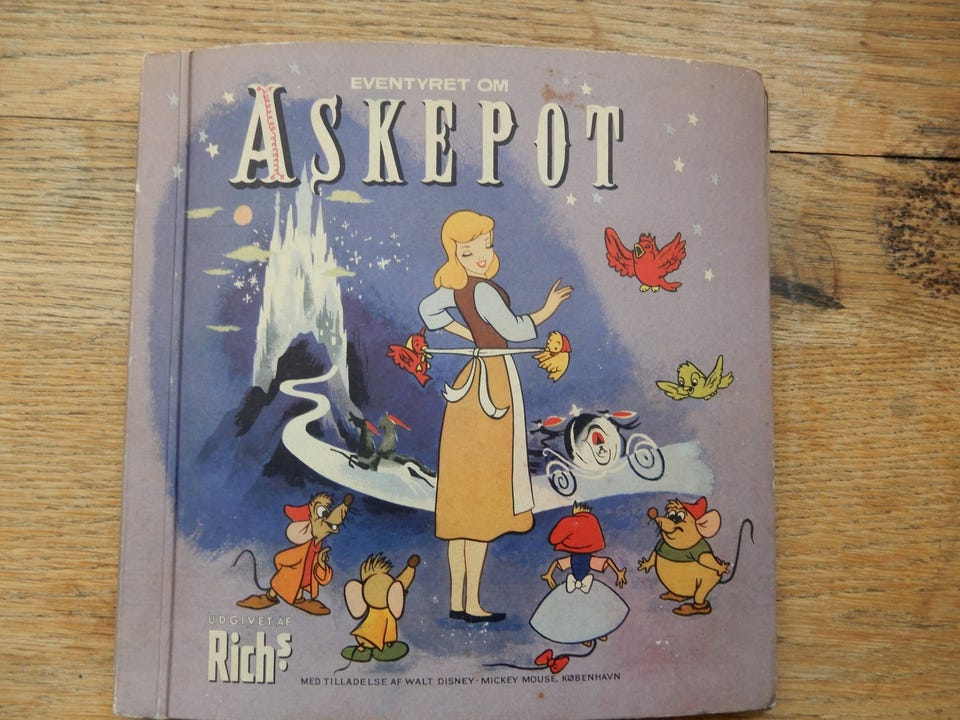 EVENTYRET OM
ASKEPOT
UDGIVET AF
Rich's
MED TILLADELSE AF WALT DISNEY - MICKEY MOUSE, KØBENHAVN